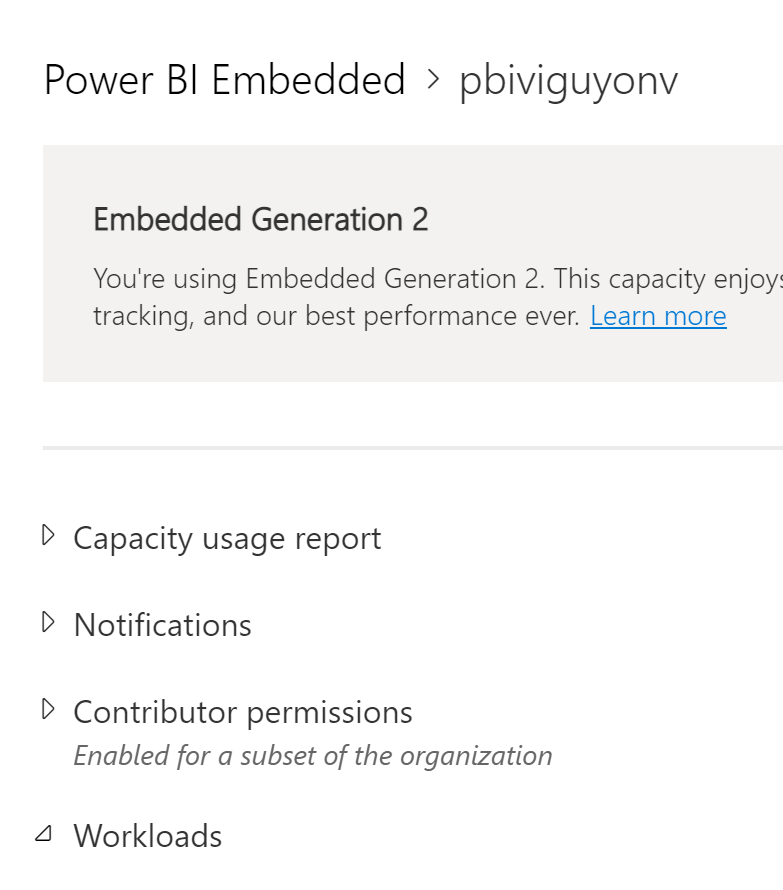 Power BI Embedded > pbiviguyonv
Embedded Generation 2
You're using Embedded Generation 2. This capacity enjoys
tracking, and our best performance ever. Learn more
Capacity usage report
Notifications
Contributor permissions
Enabled for a subset of the organization
Workloads